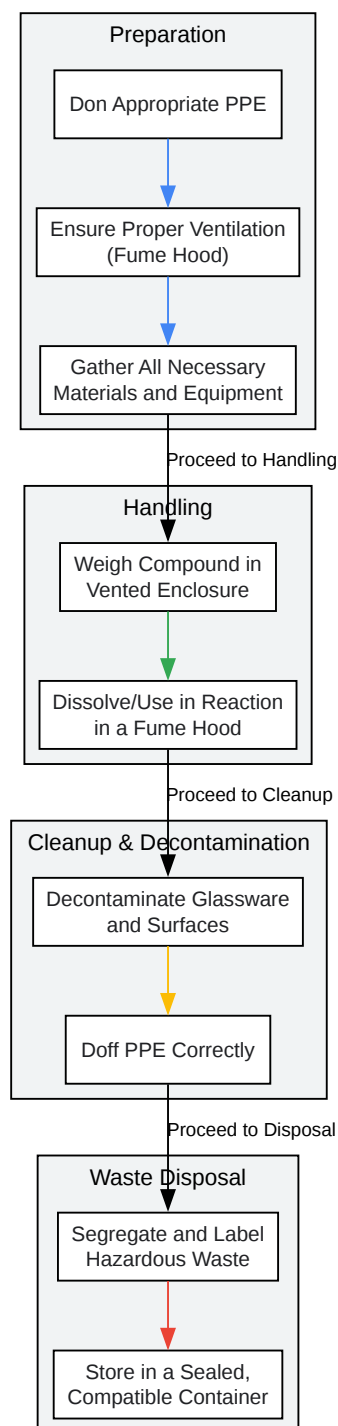 Preparation
Don Appropriate PPE
Ensure Proper Ventilation
(Fume Hood)
Gather All Necessary
Materials and Equipment
Proceed to Handling
Handling
Weigh Compound in
Vented Enclosure
Dissolve/Use in Reaction
in a Fume Hood
Proceed to Cleanup
Cleanup & Decontamination
Decontaminate Glassware
and Surfaces
Doff PPE Correctly
Proceed to Disposal
Waste Disposal
Segregate and Label
Hazardous Waste
Store in a Sealed,
Compatible Container